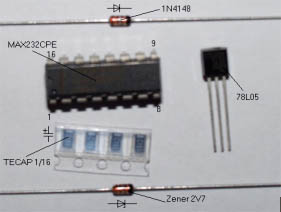 1N4148
MAX232CPE
16
9
78L05
1
8
+
TECAP 1/16
Zener 2V7